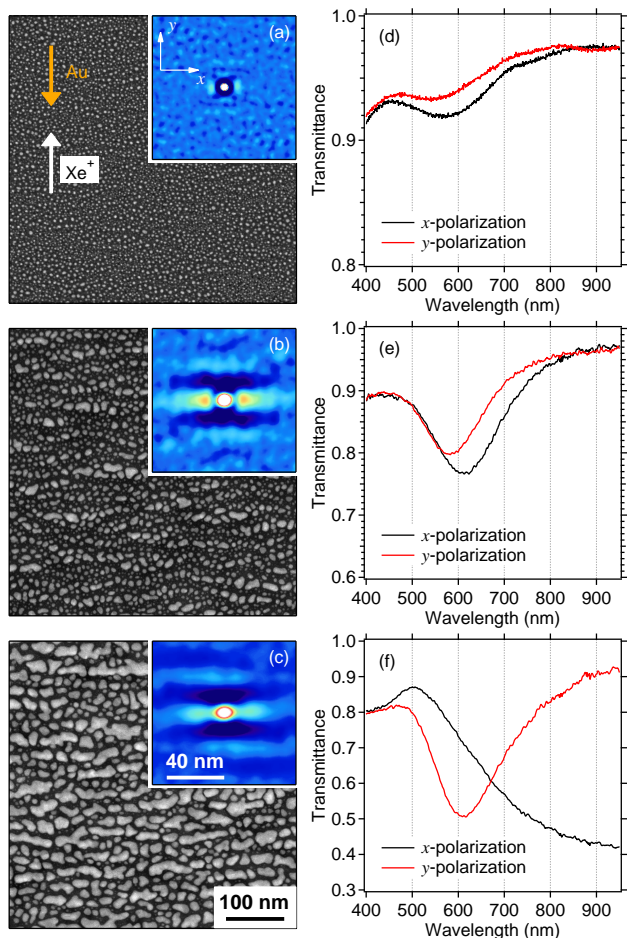 (a)
y
x
Au
Xe+
(d)
Transmittance
1.0
0.9
0.8
x-polarization
y-polarization
400 500 600 700 800 900
Wavelength (nm)
(b)
(e)
Transmittance
1.0
0.9
0.8
0.7
0.6
x-polarization
y-polarization
400 500 600 700 800 900
Wavelength (nm)
(c)
40 nm
100 nm
(f)
Transmittance
1.0
0.9
0.8
0.7
0.6
0.5
0.4
0.3
x-polarization
y-polarization
400 500 600 700 800 900
Wavelength (nm)